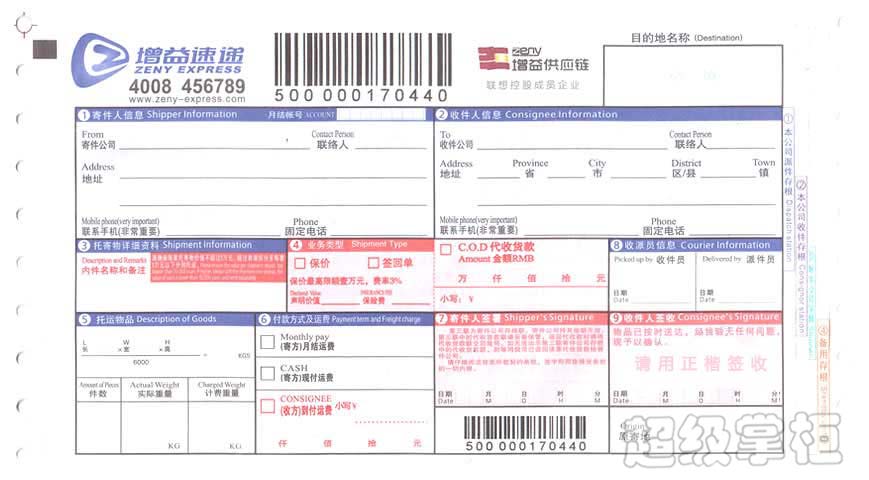 增益速递
ZENY EXPRESS
4008 456789
www.zeny-express.com
500 000170440
zeny
增益供应链
联想控股成员企业
目的地名称 (Destination)
① 寄件人信息 Shipper Information 月结帐号 ACCOUNT
From
寄件公司
Contact Person
联络人
Address
地址
Mobile phone(very important)
联系手机(非常重要)
Phone
固定电话
② 收件人信息 Consignee Information
To
收件公司
Contact Person
联络人
Address
地址
Province
省
City
市
District
区/县
Town
镇
Mobile phone(very important)
联系手机(非常重要)
Phone
固定电话
③ 托寄物详细资料 Shipment Information
Description and Remarks
内件名称和备注
④ 业务类型 Shipment Type
保价
签回单
保价最高限额壹万元，费率3%
Declared Value
声明价值
INSURANCE FEE
保险费
C.O.D 代收货款
Amount 金额RMB
万 仟 佰 拾 元
小写：¥
⑧ 收派员信息 Courier Information
Picked up by 收件员
Delivered by 派件员
日期
Date
日期
Date
⑤ 托运物品 Description of Goods
L
长
×
W
宽
×
H
高
6000
=
KGS
Amount of Pieces
件数
Actual Weight
实际重量
Charged Weight
计费重量
KG
KG
⑥ 付款方式及运费 Payment term and Freight charge
Monthly pay
(寄方)月结运费
CASH
(寄方)现付运费
CONSIGNEE
(收方)到付运费 小写¥
仟 佰 拾 元
⑦ 寄件人签署 Shipper's Signature
日期
Date
月
M
日
D
时
H
分
M
⑨ 收件人签收 Consignee's Signature
物品已按时送达，经我验无任何问题，
现予以确认。
请用正楷签收
日期
Date
月
M
日
D
时
H
分
M
500 000170440
Origin
原寄地
① 本公司派件存根 Dispatch station
② 本公司收件存根 Consignor station
④ 备用存根
超级掌柜